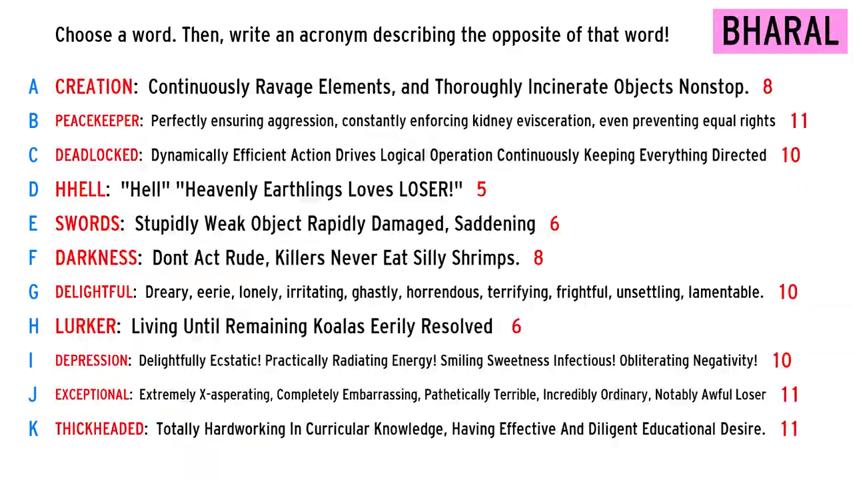 Choose a word. Then, write an acronym describing the opposite of that word!
BHARAL
A CREATION: Continuously Ravage Elements, and Thoroughly Incinerate Objects Nonstop. 8
B PEACEKEEPER: Perfectly ensuring aggression, constantly enforcing kidney evisceration, even preventing equal rights 11
C DEADLOCKED: Dynamically Efficient Action Drives Logical Operation Continuously Keeping Everything Directed 10
D HHELL: "Hell" "Heavenly Earthlings Loves LOSER!" 5
E SWORDS: Stupidly Weak Object Rapidly Damaged, Saddening 6
F DARKNESS: Dont Act Rude, Killers Never Eat Silly Shrimps. 8
G DELIGHTFUL: Dreary, eerie, lonely, irritating, ghastly, horrendous, terrifying, frightful, unsettling, lamentable. 10
H LURKER: Living Until Remaining Koalas Eerily Resolved 6
I DEPRESSION: Delightfully Ecstatic! Practically Radiating Energy! Smiling Sweetness Infectious! Obliterating Negativity! 10
J EXCEPTIONAL: Extremely X-asperating, Completely Embarrassing, Pathetically Terrible, Incredibly Ordinary, Notably Awful Loser 11
K THICKHEADED: Totally Hardworking In Curricular Knowledge, Having Effective And Diligent Educational Desire. 11